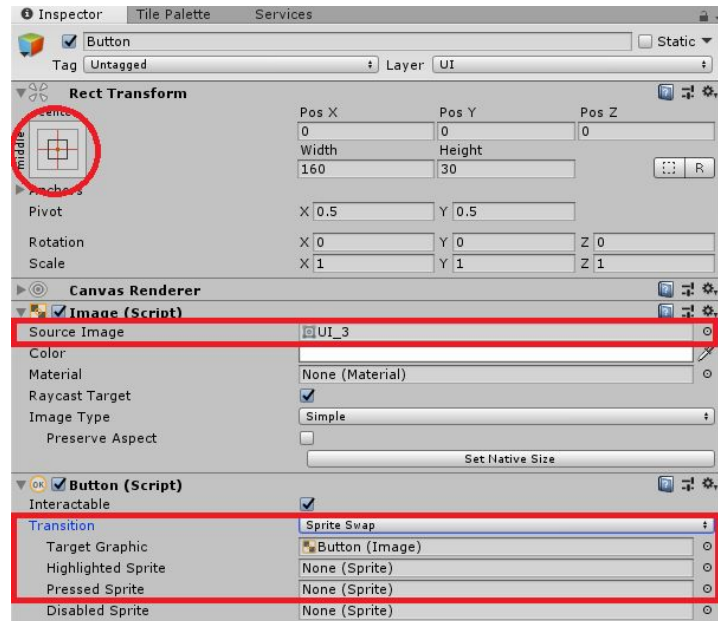 Inspector Tile Palette Services
Button Static
Tag Untagged Layer UI
Rect Transform
center
Pos X Pos Y Pos Z
middle
0 0 0
Width Height
160 30 R
Anchors
Pivot X 0.5 Y 0.5
Rotation X 0 Y 0 Z 0
Scale X 1 Y 1 Z 1
Canvas Renderer
Image (Script)
Source Image UI_3
Color
Material None (Material)
Raycast Target
Image Type Simple
Preserve Aspect
Set Native Size
OK Button (Script)
Interactable
Transition Sprite Swap
Target Graphic Button (Image)
Highlighted Sprite None (Sprite)
Pressed Sprite None (Sprite)
Disabled Sprite None (Sprite)